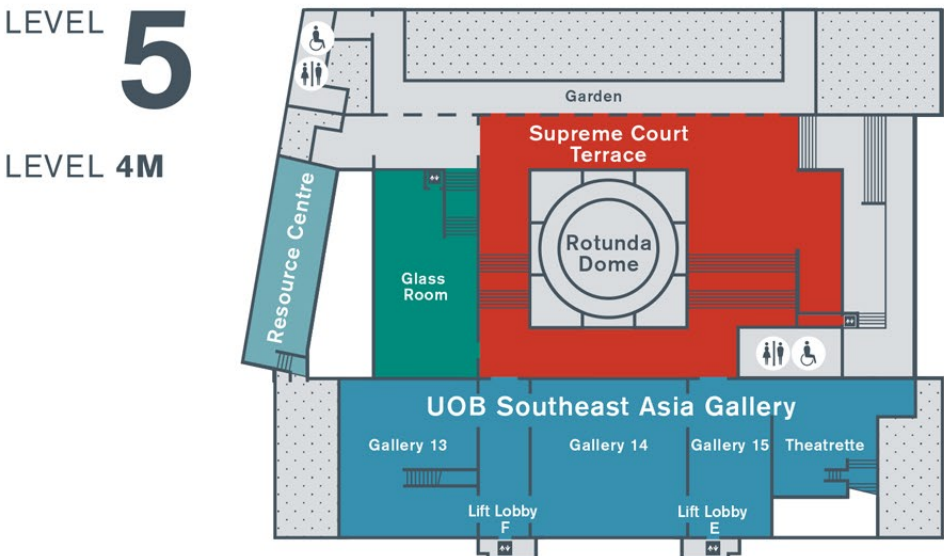 LEVEL 5
LEVEL 4M
Garden
Supreme Court
Terrace
Resource Centre
Rotunda
Dome
Glass
Room
UOB Southeast Asia Gallery
Gallery 13
Gallery 14
Gallery 15
Theatrette
Lift Lobby
F
Lift Lobby
E